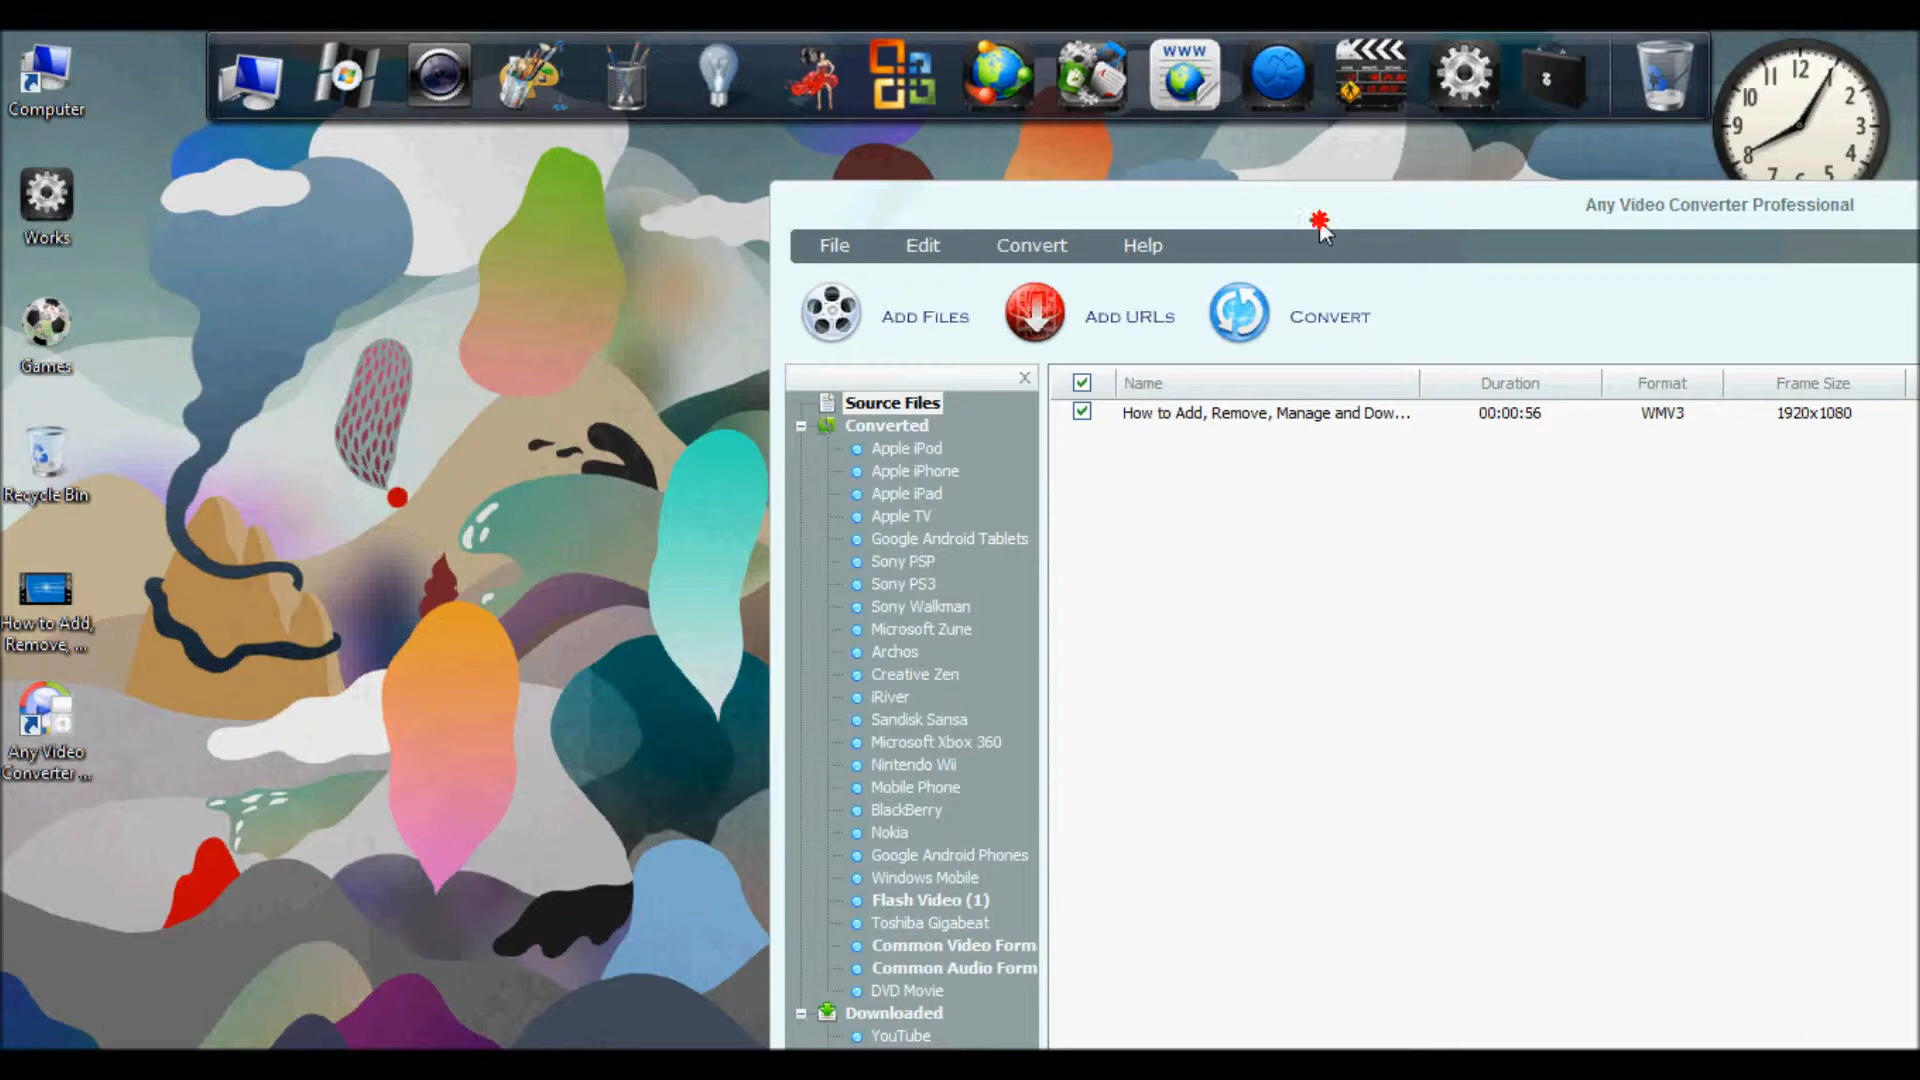 Computer
Works
Games
Recycle Bin
How to Add,
Remove, ...
Any Video
Converter ...
WWW
8
12
11
1
10
2
9
3
8
4
7
5
Any Video Converter Professional
File Edit Convert Help
ADD FILES ADD URLS CONVERT
Source Files
Converted
Apple iPod
Apple iPhone
Apple iPad
Apple TV
Google Android Tablets
Sony PSP
Sony PS3
Sony Walkman
Microsoft Zune
Archos
Creative Zen
iRiver
Sandisk Sansa
Microsoft Xbox 360
Nintendo Wii
Mobile Phone
BlackBerry
Nokia
Google Android Phones
Windows Mobile
Flash Video (1)
Toshiba Gigabeat
Common Video Form
Common Audio Form
DVD Movie
Downloaded
YouTube
Name Duration Format Frame Size
How to Add, Remove, Manage and Dow... 00:00:56 WMV3 1920x1080